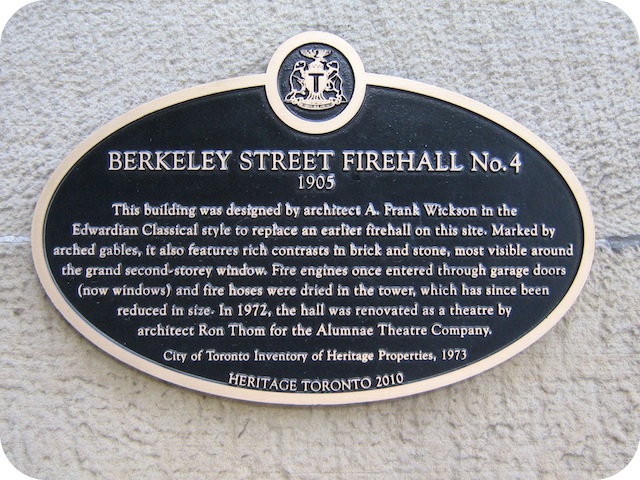 T
BERKELEY STREET FIREHALL No. 4
1905
This building was designed by architect A. Frank Wickson in the
Edwardian Classical style to replace an earlier firehall on this site. Marked by
arched gables, it also features rich contrasts in brick and stone, most visible around
the grand second-storey window. Fire engines once entered through garage doors
(now windows) and fire hoses were dried in the tower, which has since been
reduced in size. In 1972, the hall was renovated as a theatre by
architect Ron Thom for the Alumnae Theatre Company.
City of Toronto Inventory of Heritage Properties, 1973
HERITAGE TORONTO 2010